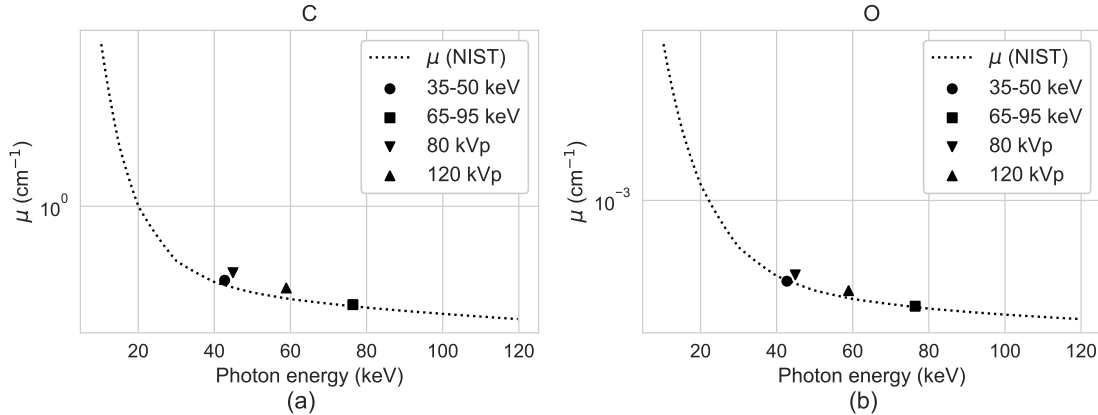 C
μ (cm⁻¹)
10⁰
μ (NIST)
35-50 keV
65-95 keV
80 kVp
120 kVp
20 40 60 80 100 120
Photon energy (keV)
(a)
O
μ (cm⁻¹)
10⁻³
μ (NIST)
35-50 keV
65-95 keV
80 kVp
120 kVp
20 40 60 80 100 120
Photon energy (keV)
(b)